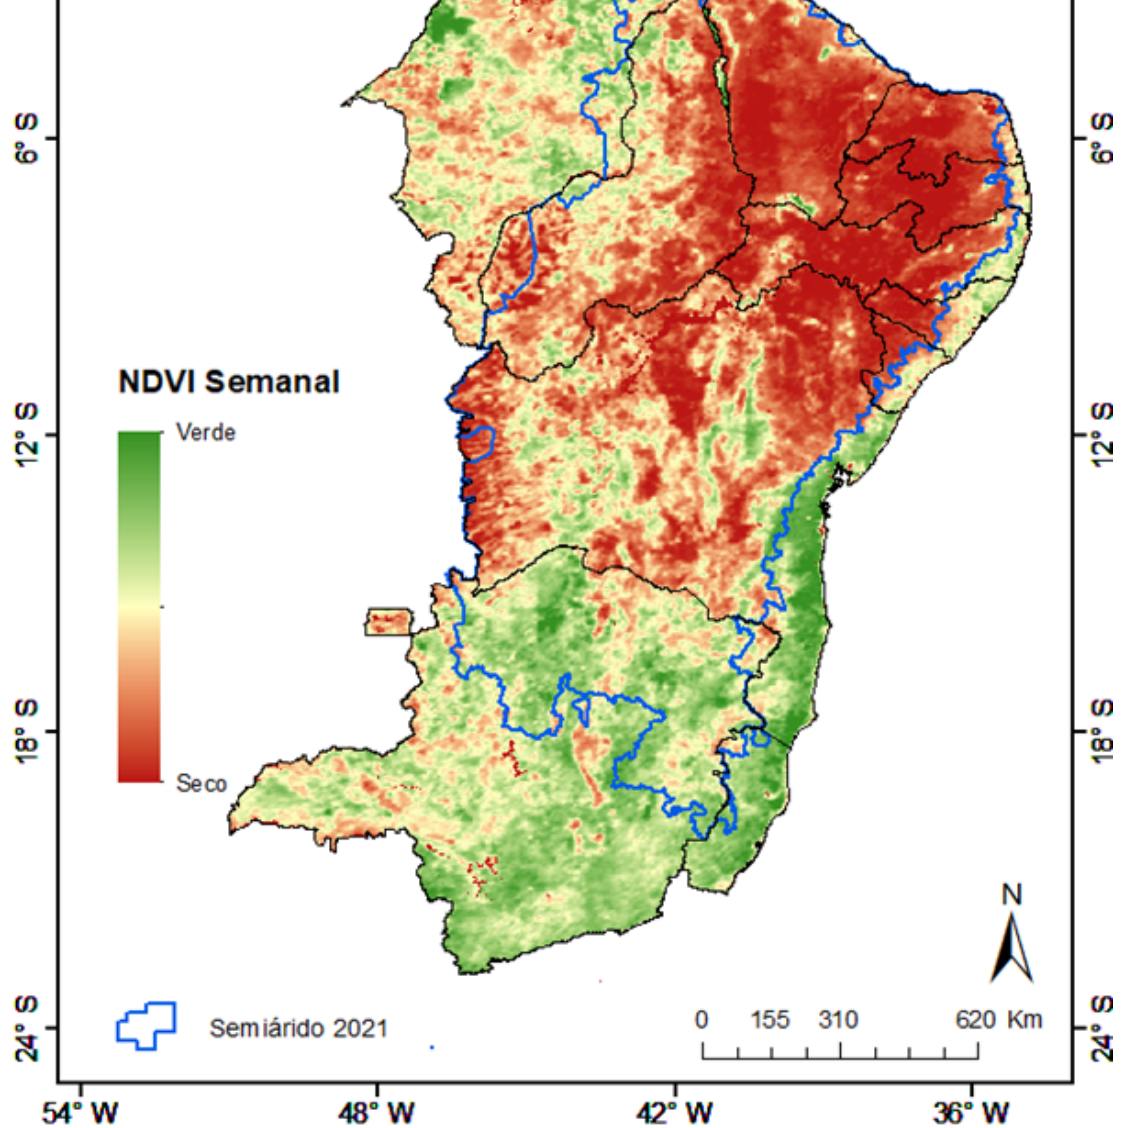 6° S
6° S
NDVI Semanal
Verde
12° S
12° S
18° S
18° S
Seco
N
Semiárido 2021
0 155 310 620 Km
24° S
24° S
54° W 48° W 42° W 36° W